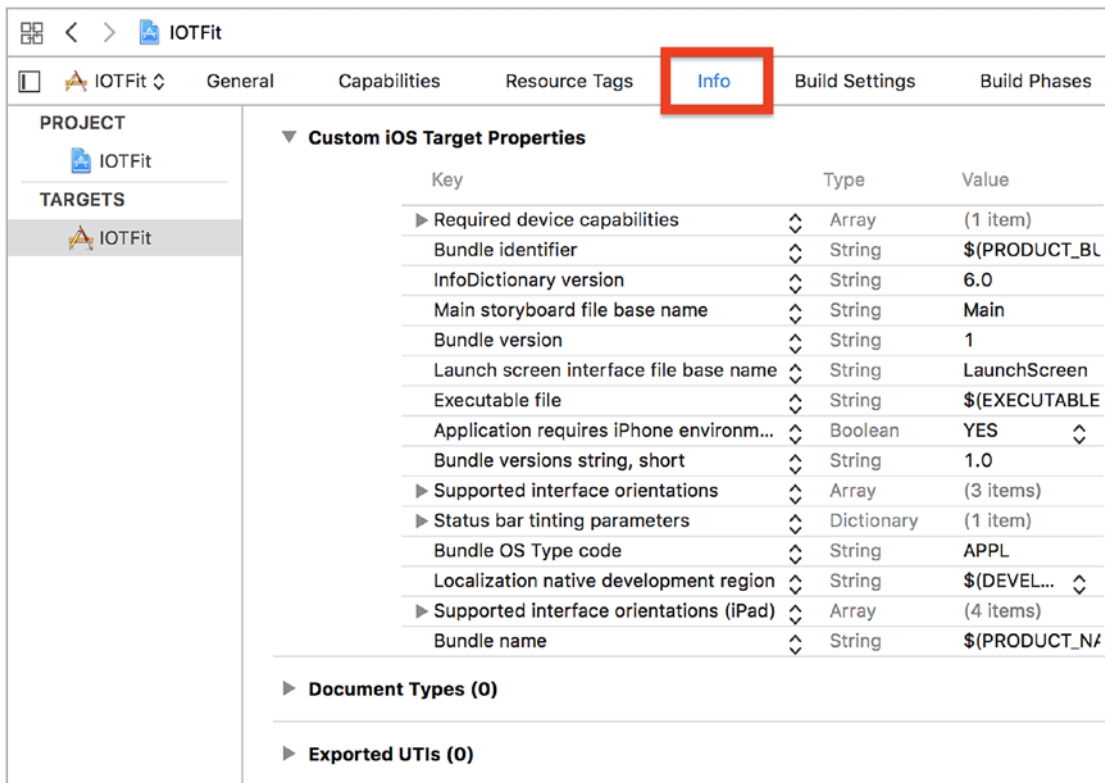 IOTFit
IOTFit General Capabilities Resource Tags Info Build Settings Build Phases
PROJECT
IOTFit
TARGETS
IOTFit
Custom iOS Target Properties
Key Type Value
Required device capabilities Array (1 item)
Bundle identifier String $(PRODUCT_BU
InfoDictionary version String 6.0
Main storyboard file base name String Main
Bundle version String 1
Launch screen interface file base name String LaunchScreen
Executable file String $(EXECUTABLE
Application requires iPhone environm... Boolean YES
Bundle versions string, short String 1.0
Supported interface orientations Array (3 items)
Status bar tinting parameters Dictionary (1 item)
Bundle OS Type code String APPL
Localization native development region String $(DEVEL...
Supported interface orientations (iPad) Array (4 items)
Bundle name String $(PRODUCT_NA
Document Types (0)
Exported UTIs (0)